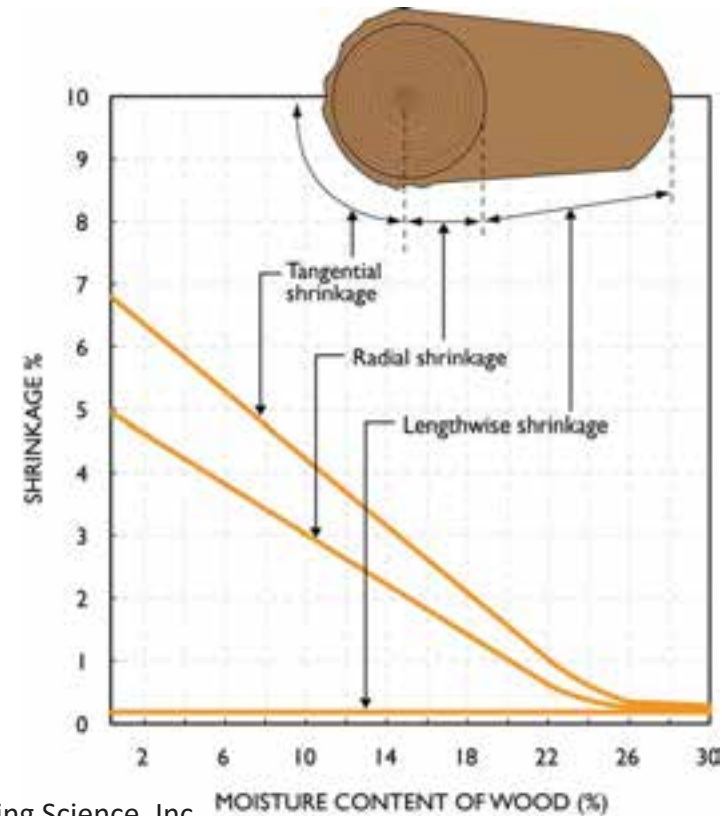 10
9
8
7
6
5
4
3
2
1
0
SHRINKAGE %
Tangential
shrinkage
Radial shrinkage
Lengthwise shrinkage
2 6 10 14 18 22 26 30
MOISTURE CONTENT OF WOOD (%)
ing Science, Inc.